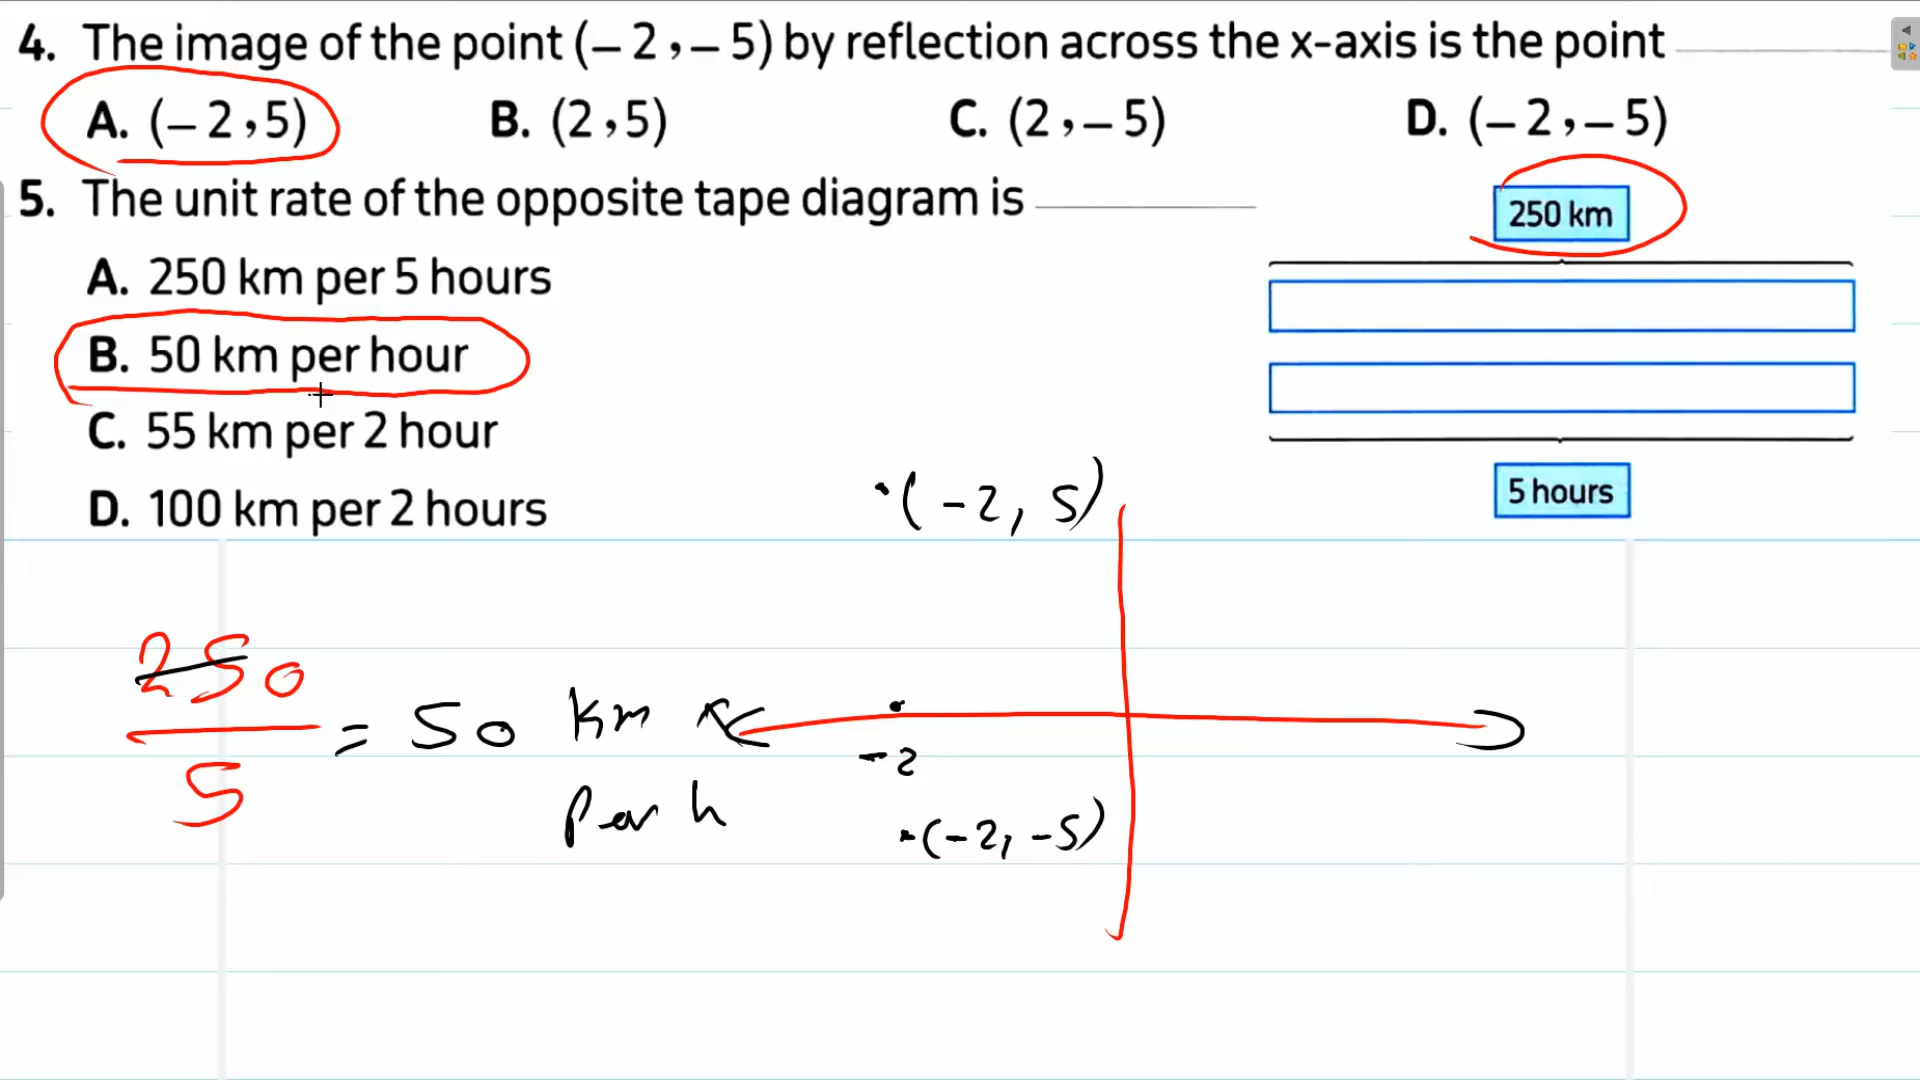 4. The image of the point (– 2 , – 5) by reflection across the x-axis is the point
A. (– 2 , 5) B. (2 , 5) C. (2 , – 5) D. (– 2 , – 5)
5. The unit rate of the opposite tape diagram is
250 km
A. 250 km per 5 hours
B. 50 km per hour
C. 55 km per 2 hour
D. 100 km per 2 hours
5 hours
(-2, 5)
250
5
= 50 km
per h
-2
(-2, -5)